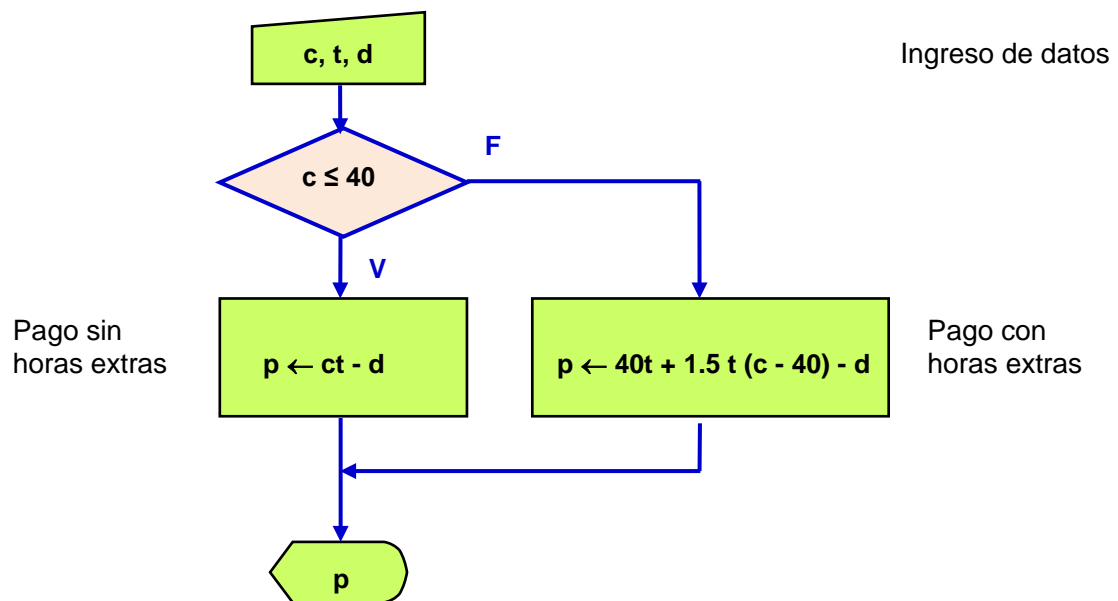 c, t, d
Ingreso de datos
c ≤ 40
F
V
Pago sin
horas extras
p ← ct - d
p ← 40t + 1.5 t (c - 40) - d
Pago con
horas extras
p